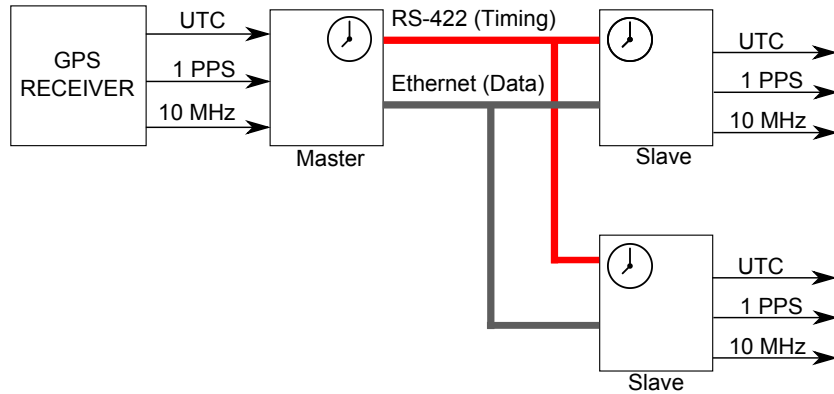 GPS
RECEIVER
UTC
1 PPS
10 MHz
Master
RS-422 (Timing)
Ethernet (Data)
Slave
UTC
1 PPS
10 MHz
Slave
UTC
1 PPS
10 MHz